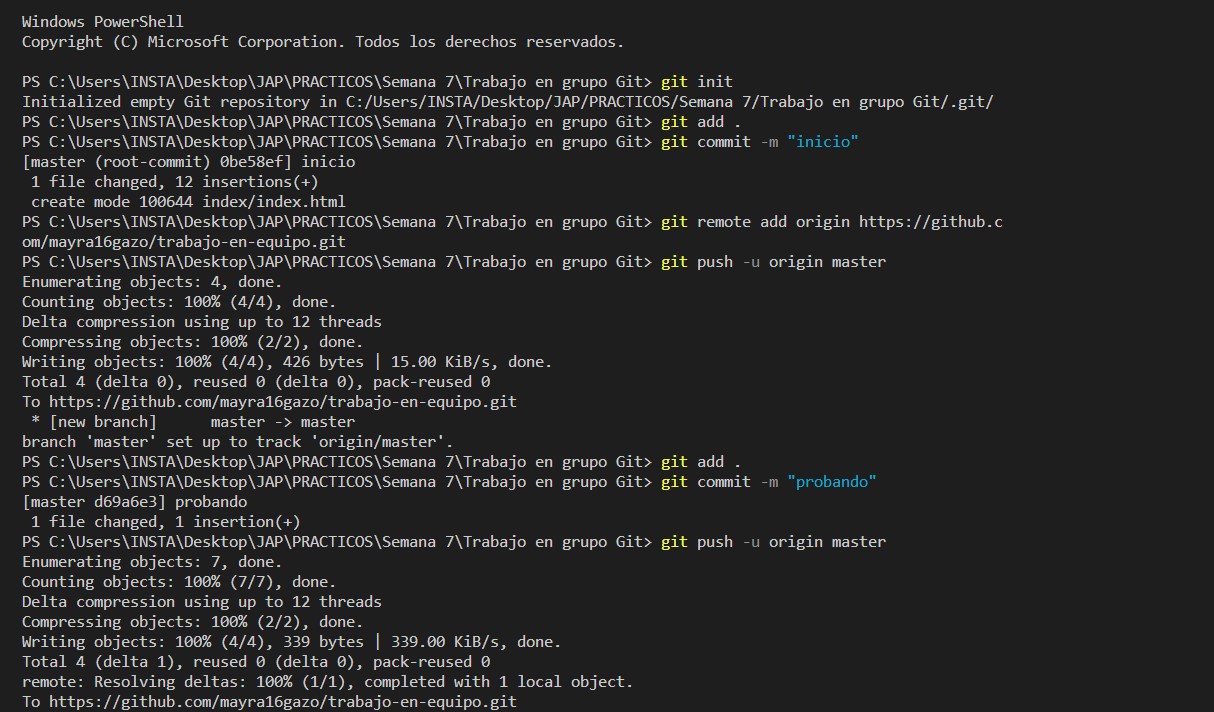 Windows PowerShell
Copyright (C) Microsoft Corporation. Todos los derechos reservados.
PS C:\Users\INSTA\Desktop\JAP\PRACTICOS\Semana 7\Trabajo en grupo Git> git init
Initialized empty Git repository in C:/Users/INSTA/Desktop/JAP/PRACTICOS/Semana 7/Trabajo en grupo Git/.git/
PS C:\Users\INSTA\Desktop\JAP\PRACTICOS\Semana 7\Trabajo en grupo Git> git add .
PS C:\Users\INSTA\Desktop\JAP\PRACTICOS\Semana 7\Trabajo en grupo Git> git commit -m "inicio"
[master (root-commit) 0be58ef] inicio
 1 file changed, 12 insertions(+)
 create mode 100644 index/index.html
PS C:\Users\INSTA\Desktop\JAP\PRACTICOS\Semana 7\Trabajo en grupo Git> git remote add origin https://github.c
om/mayra16gazo/trabajo-en-equipo.git
PS C:\Users\INSTA\Desktop\JAP\PRACTICOS\Semana 7\Trabajo en grupo Git> git push -u origin master
Enumerating objects: 4, done.
Counting objects: 100% (4/4), done.
Delta compression using up to 12 threads
Compressing objects: 100% (2/2), done.
Writing objects: 100% (4/4), 426 bytes | 15.00 KiB/s, done.
Total 4 (delta 0), reused 0 (delta 0), pack-reused 0
To https://github.com/mayra16gazo/trabajo-en-equipo.git
 * [new branch]      master -> master
branch 'master' set up to track 'origin/master'.
PS C:\Users\INSTA\Desktop\JAP\PRACTICOS\Semana 7\Trabajo en grupo Git> git add .
PS C:\Users\INSTA\Desktop\JAP\PRACTICOS\Semana 7\Trabajo en grupo Git> git commit -m "probando"
[master d69a6e3] probando
 1 file changed, 1 insertion(+)
PS C:\Users\INSTA\Desktop\JAP\PRACTICOS\Semana 7\Trabajo en grupo Git> git push -u origin master
Enumerating objects: 7, done.
Counting objects: 100% (7/7), done.
Delta compression using up to 12 threads
Compressing objects: 100% (2/2), done.
Writing objects: 100% (4/4), 339 bytes | 339.00 KiB/s, done.
Total 4 (delta 1), reused 0 (delta 0), pack-reused 0
remote: Resolving deltas: 100% (1/1), completed with 1 local object.
To https://github.com/mayra16gazo/trabajo-en-equipo.git